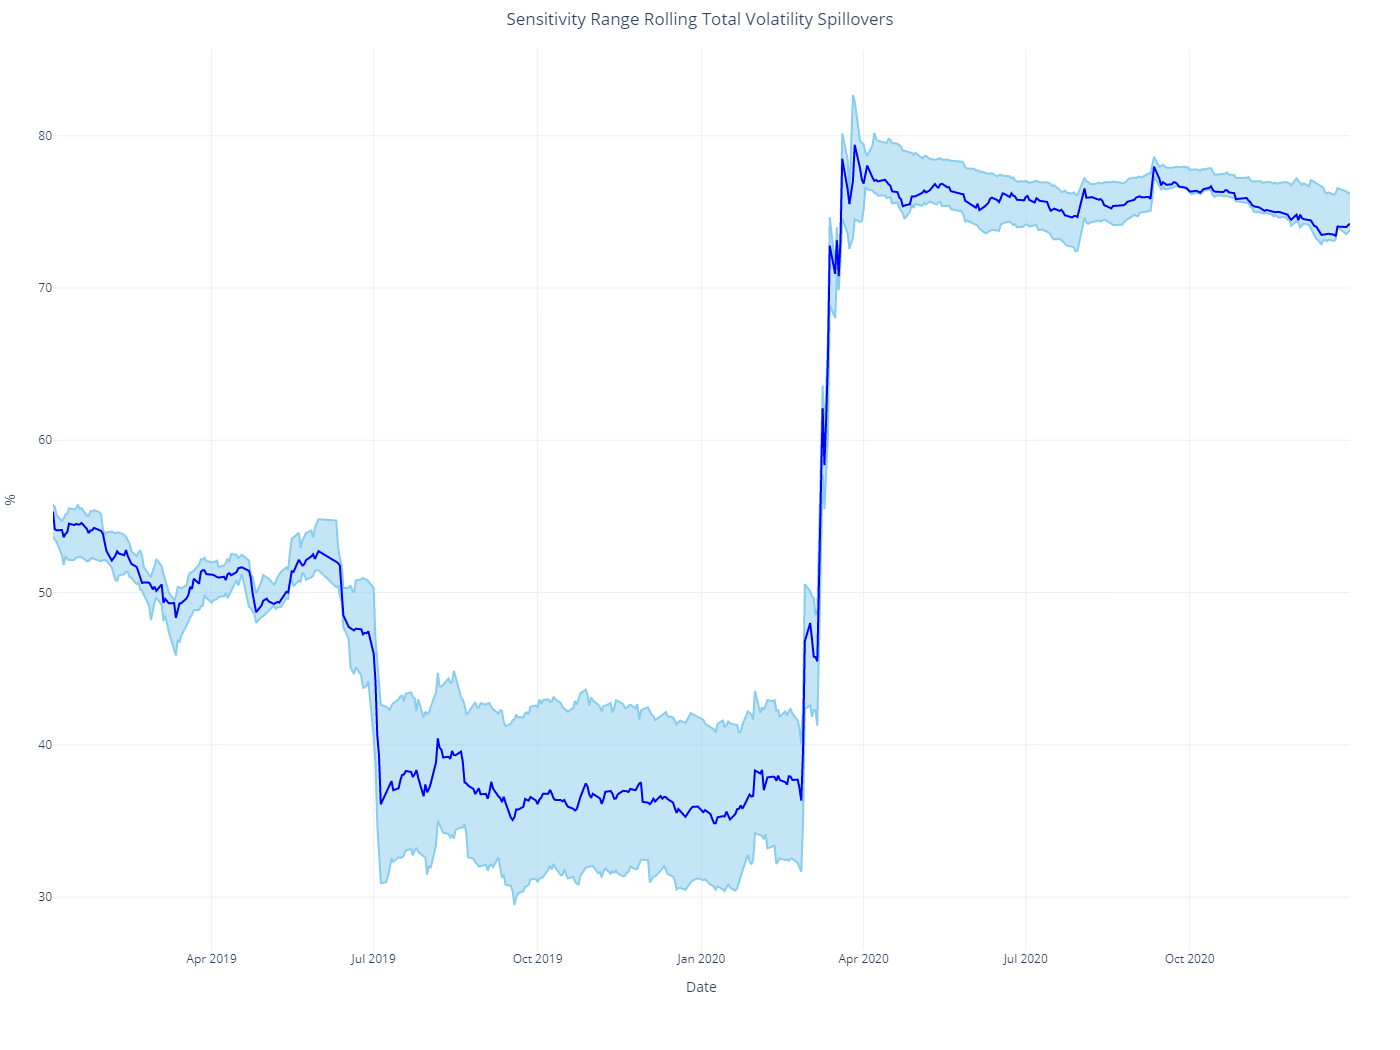 Sensitivity Range Rolling Total Volatility Spillovers
80
70
60
50
40
30
%
Apr 2019
Jul 2019
Oct 2019
Jan 2020
Apr 2020
Jul 2020
Oct 2020
Date